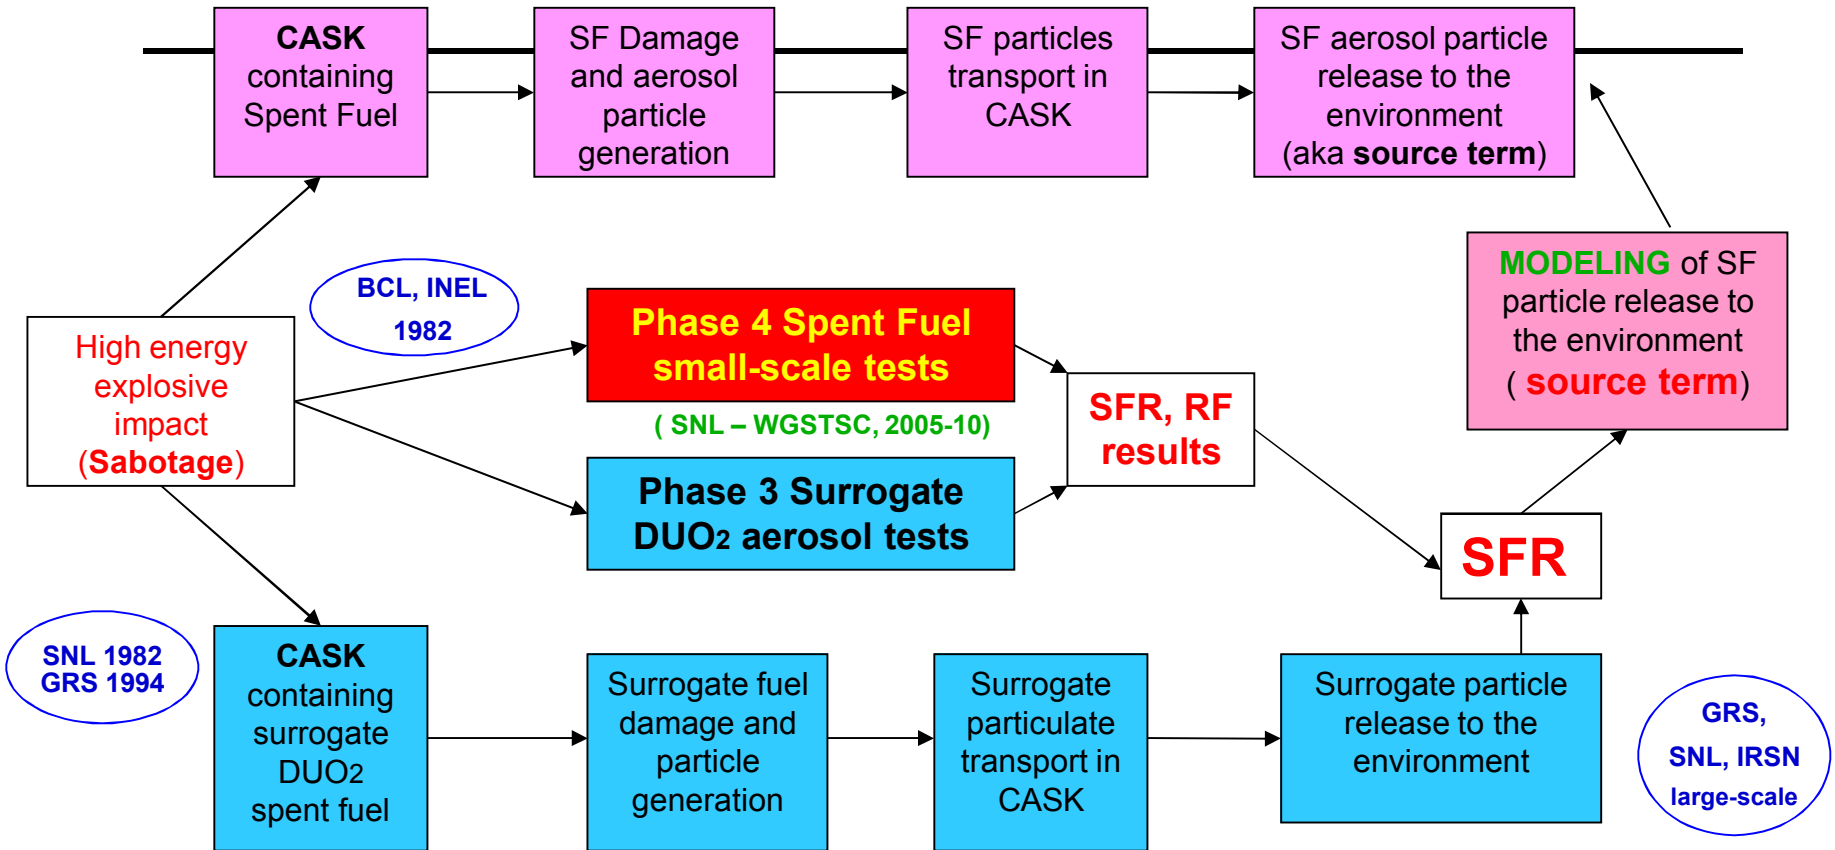 CASK
containing
Spent Fuel
SF Damage
and aerosol
particle
generation
SF particles
transport in
CASK
SF aerosol particle
release to the
environment
(aka source term)
BCL, INEL
1982
High energy
explosive
impact
(Sabotage)
Phase 4 Spent Fuel
small-scale tests
( SNL – WGSTSC, 2005-10)
Phase 3 Surrogate
DUO2 aerosol tests
SFR, RF
results
MODELING of SF
particle release to
the environment
( source term)
SFR
SNL 1982
GRS 1994
CASK
containing
surrogate
DUO2
spent fuel
Surrogate fuel
damage and
particle
generation
Surrogate
particulate
transport in
CASK
Surrogate particle
release to the
environment
GRS,
SNL, IRSN
large-scale